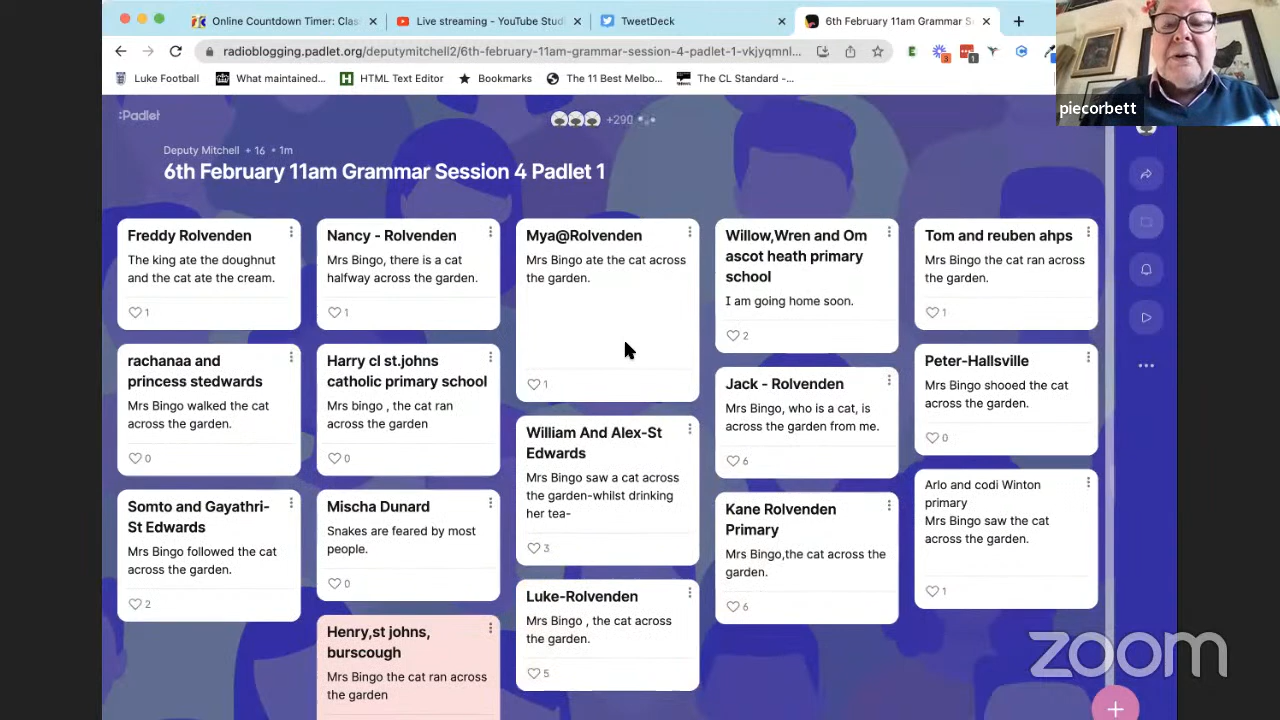 Online Countdown Timer: Clas
Live streaming - YouTube Stud
TweetDeck
6th February 11am Grammar S
radioblogging.padlet.org/deputymitchell2/6th-february-11am-grammar-session-4-padlet-1-vkjyqmnl...
3
1
Luke Football
What maintained...
HTML Text Editor
Bookmarks
The 11 Best Melbo...
The CL Standard -...
piecorbett
:Padlet
+290
Deputy Mitchell + 16 • 1m
6th February 11am Grammar Session 4 Padlet 1
Freddy Rolvenden
The king ate the doughnut
and the cat ate the cream.
1
rachanaa and
princess stedwards
Mrs Bingo walked the cat
across the garden.
0
Somto and Gayathri-
St Edwards
Mrs Bingo followed the cat
across the garden.
2
Nancy - Rolvenden
Mrs Bingo, there is a cat
halfway across the garden.
1
Harry cl st.johns
catholic primary school
Mrs bingo , the cat ran
across the garden
0
Mischa Dunard
Snakes are feared by most
people.
0
Henry,st johns,
burscough
Mrs Bingo the cat ran across
the garden
Mya@Rolvenden
Mrs Bingo ate the cat across
the garden.
1
William And Alex-St
Edwards
Mrs Bingo saw a cat across
the garden-whilst drinking
her tea-
3
Luke-Rolvenden
Mrs Bingo , the cat across
the garden.
5
Willow,Wren and Om
ascot heath primary
school
I am going home soon.
2
Jack - Rolvenden
Mrs Bingo, who is a cat, is
across the garden from me.
6
Kane Rolvenden
Primary
Mrs Bingo,the cat across the
garden.
6
Tom and reuben ahps
Mrs Bingo the cat ran across
the garden.
1
Peter-Hallsville
Mrs Bingo shooed the cat
across the garden.
0
Arlo and codi Winton
primary
Mrs Bingo saw the cat
across the garden.
1
zoom